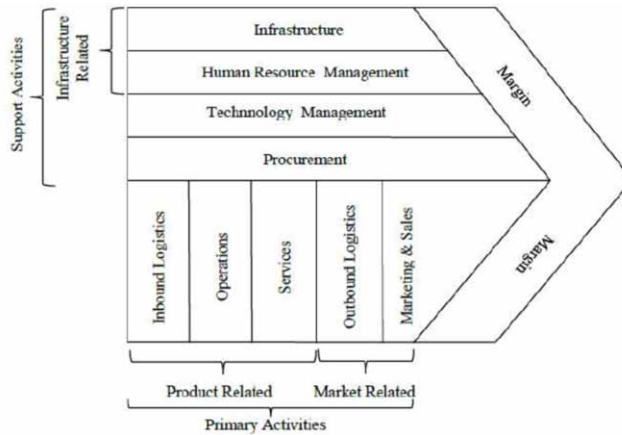 Support Activities
Infrastructure
Related
Infrastructure
Human Resource Management
Technnology Management
Procurement
Margin
Margin
Inbound Logistics
Operations
Services
Outbound Logistics
Marketing & Sales
Product Related
Market Related
Primary Activities